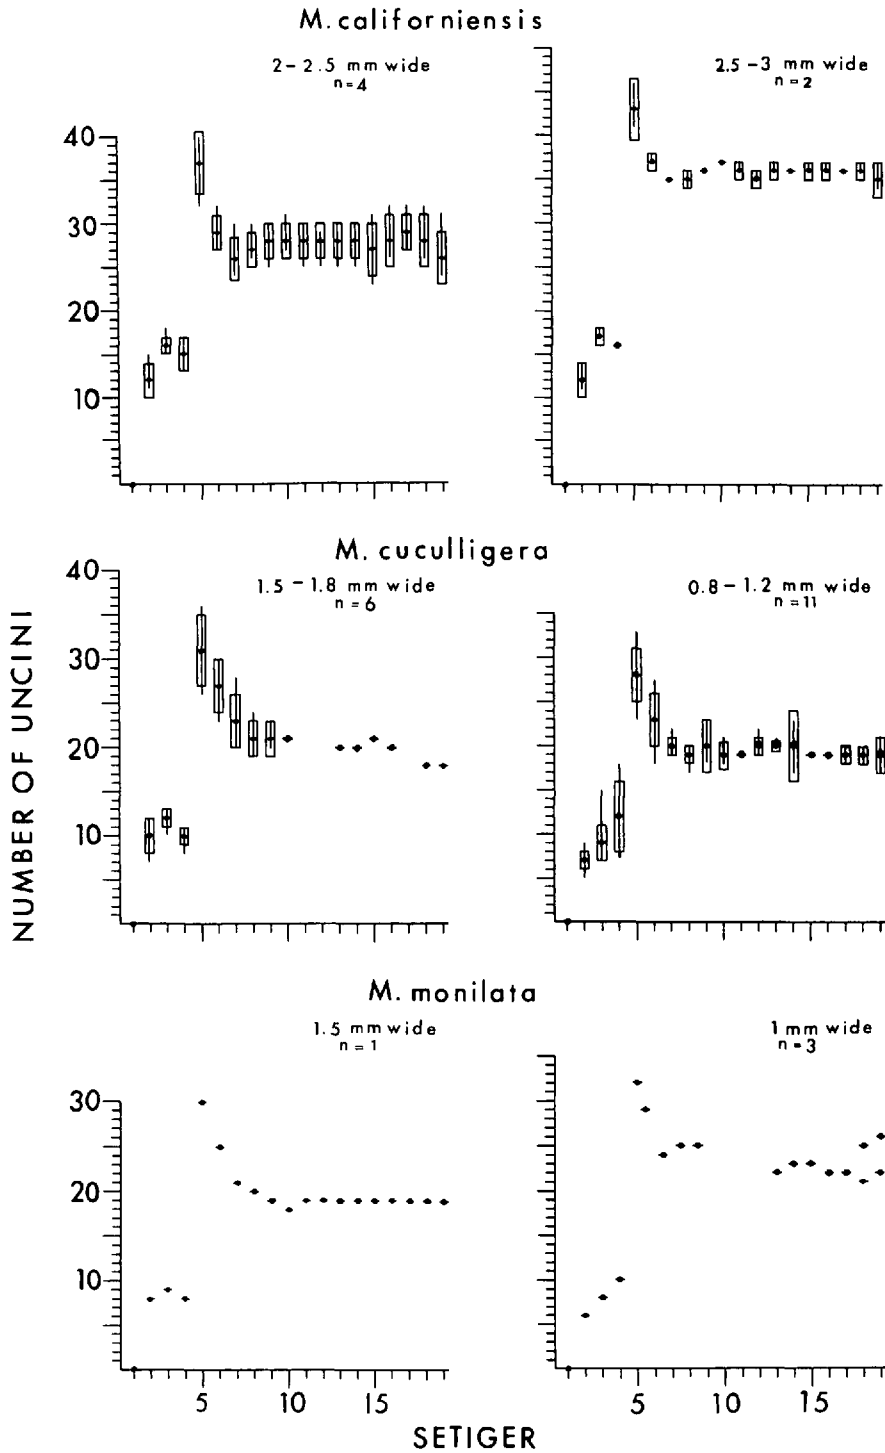 M. californiensis
2–2.5 mm wide
n=4
2.5–3 mm wide
n=2
40
30
20
10
M. cuculligera
1.5–1.8 mm wide
n=6
0.8–1.2 mm wide
n=11
40
30
20
10
NUMBER OF UNCINI
M. monilata
1.5 mm wide
n=1
1 mm wide
n=3
30
20
10
5 10 15
5 10 15
SETIGER